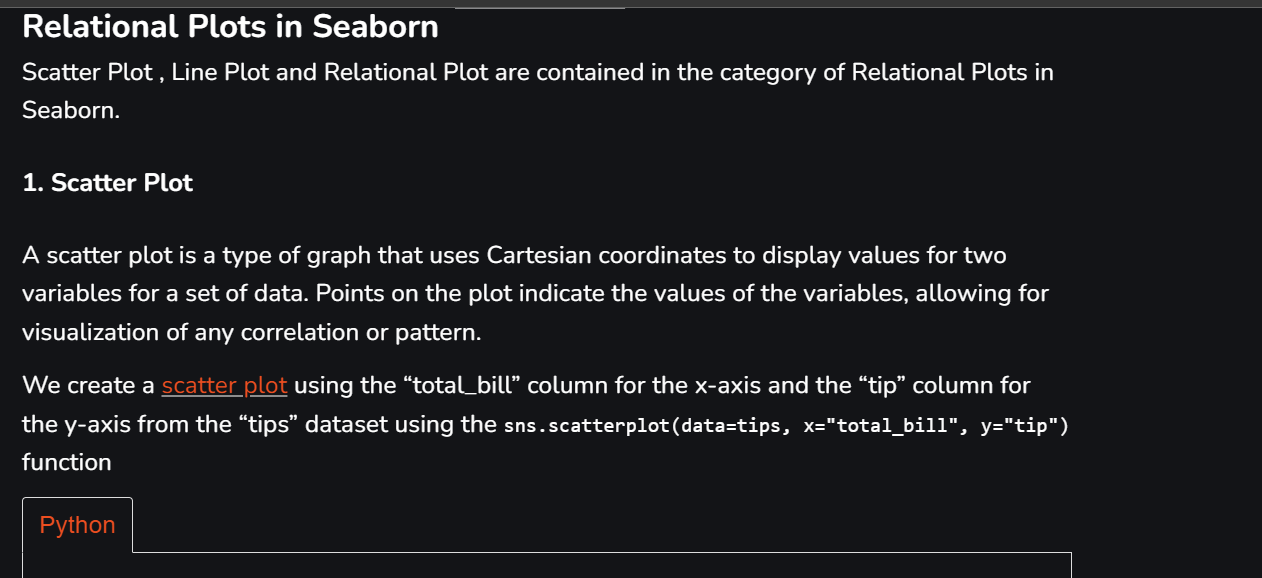 Relational Plots in Seaborn
Scatter Plot , Line Plot and Relational Plot are contained in the category of Relational Plots in
Seaborn.
1. Scatter Plot
A scatter plot is a type of graph that uses Cartesian coordinates to display values for two
variables for a set of data. Points on the plot indicate the values of the variables, allowing for
visualization of any correlation or pattern.
We create a scatter plot using the “total_bill” column for the x-axis and the “tip” column for
the y-axis from the “tips” dataset using the sns.scatterplot(data=tips, x="total_bill", y="tip")
function
Python